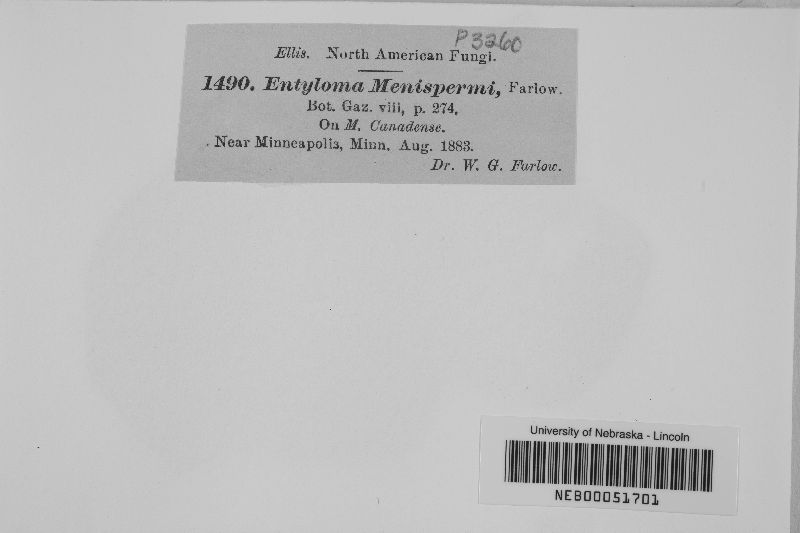 P3260
Ellis. North American Fungi.
1490. Entyloma Menispermi, Farlow.
Bot. Gaz. viii, p. 274.
On M. Canadense.
Near Minneapolis, Minn. Aug. 1883.
Dr. W. G. Farlow.
University of Nebraska - Lincoln
NEB00051701